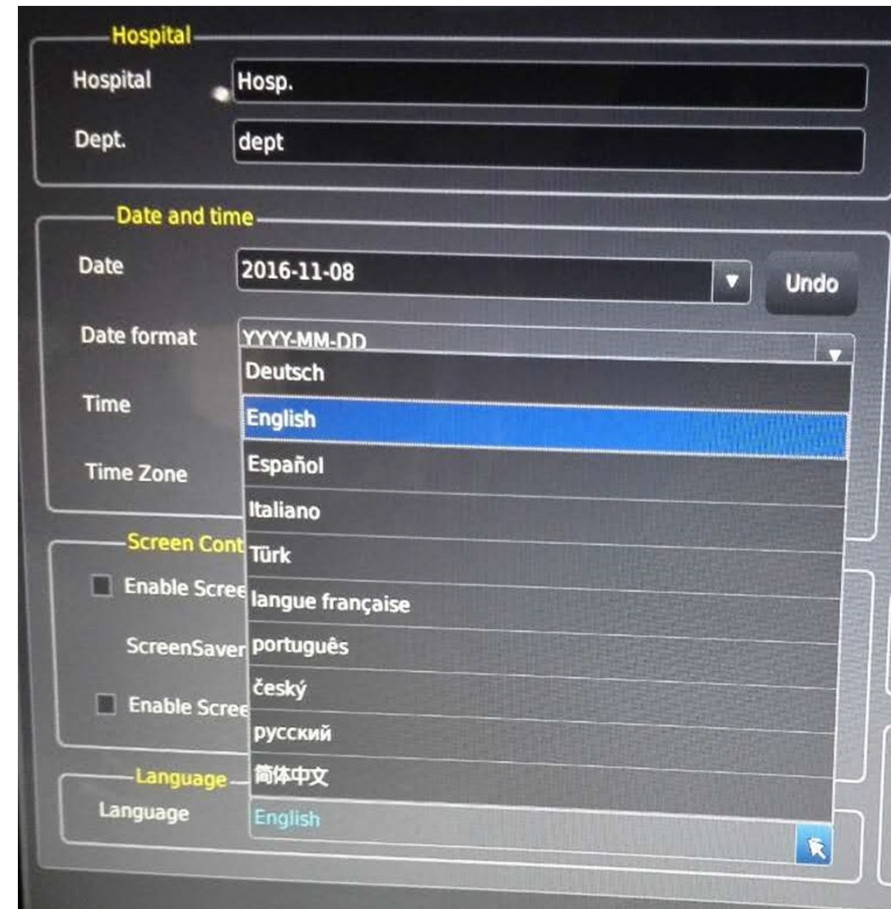 Hospital
Hospital Hosp.
Dept. dept
Date and time
Date 2016-11-08 Undo
Date format YYYY-MM-DD
Deutsch
Time
English
Time Zone
Español
Italiano
Screen Cont
Türk
Enable Scree
langue française
ScreenSaver
português
český
Enable Scree
русский
Language
简体中文
Language English